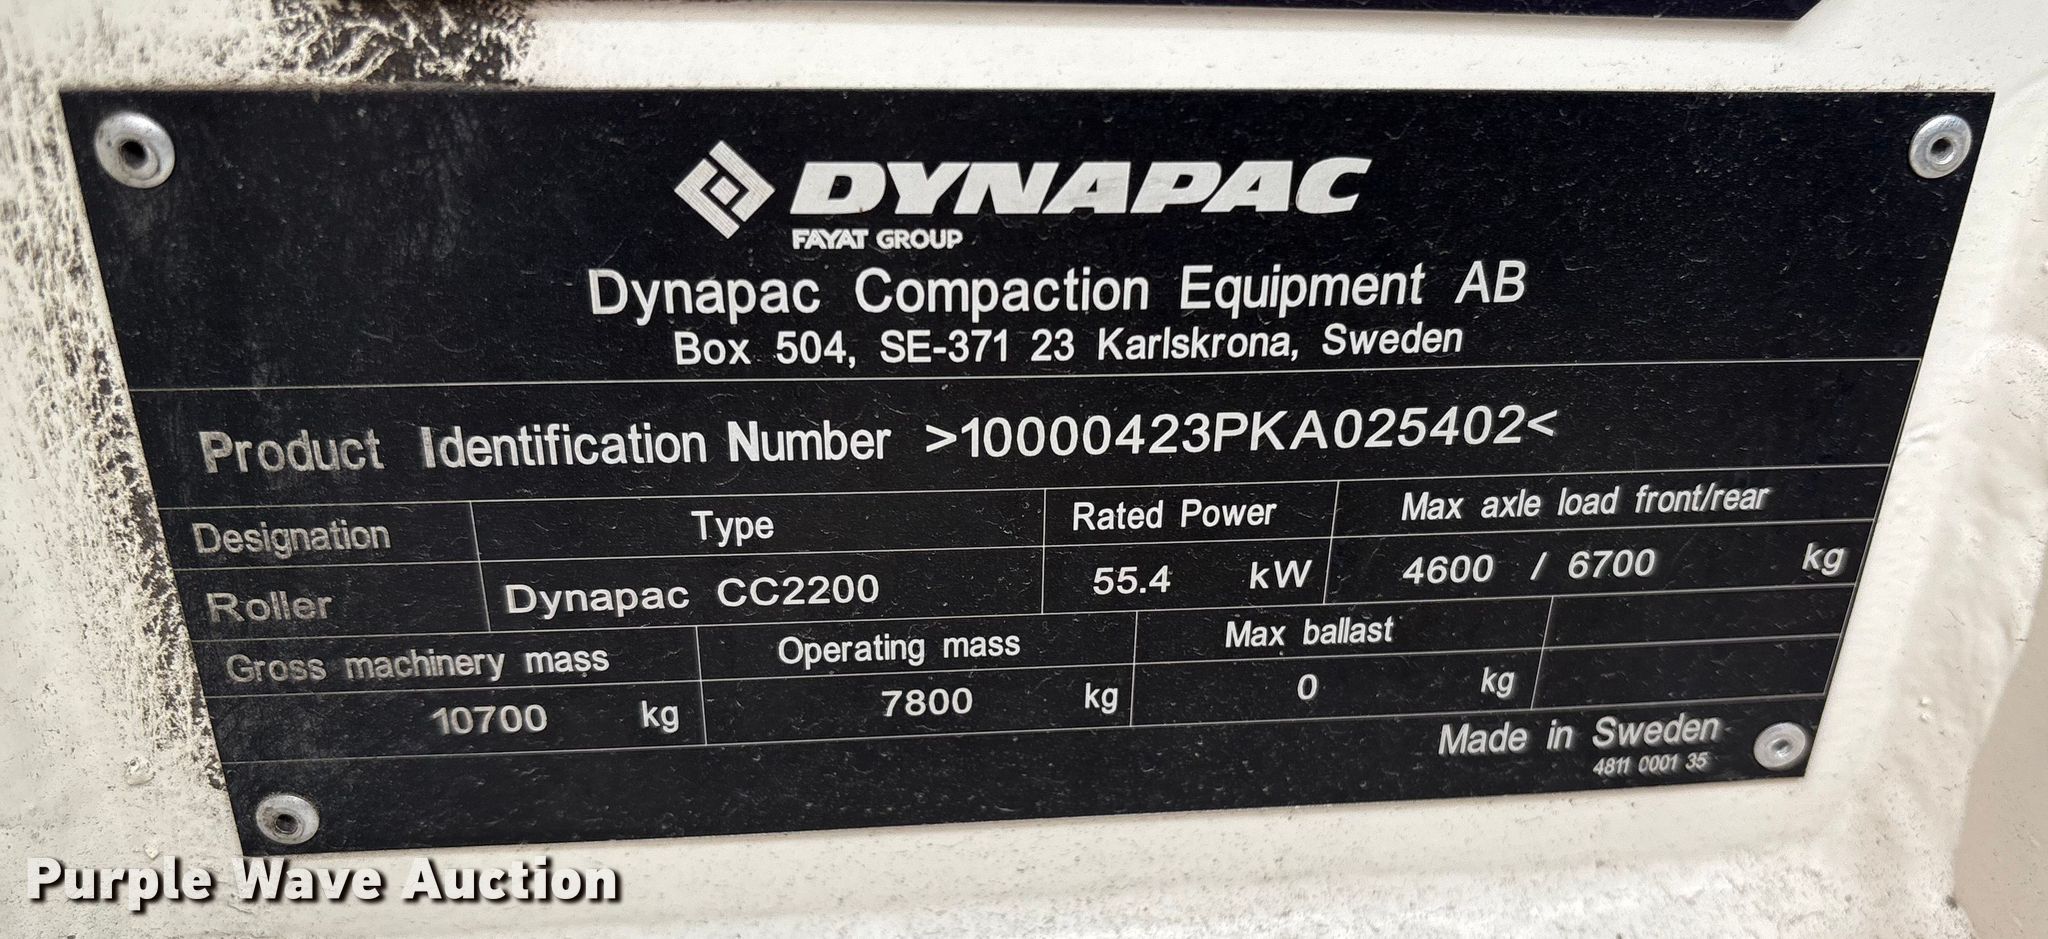 DYNAPAC
FAYAT GROUP
Dynapac Compaction Equipment AB
Box 504, SE-371 23 Karlskrona, Sweden
Product Identification Number >10000423PKA025402<
Designation Type Rated Power Max axle load front/rear
Roller Dynapac CC2200 55.4 kW 4600 / 6700 kg
Gross machinery mass Operating mass Max ballast
10700 kg 7800 kg 0 kg
Made in Sweden
4811 0001 35
Purple Wave Auction